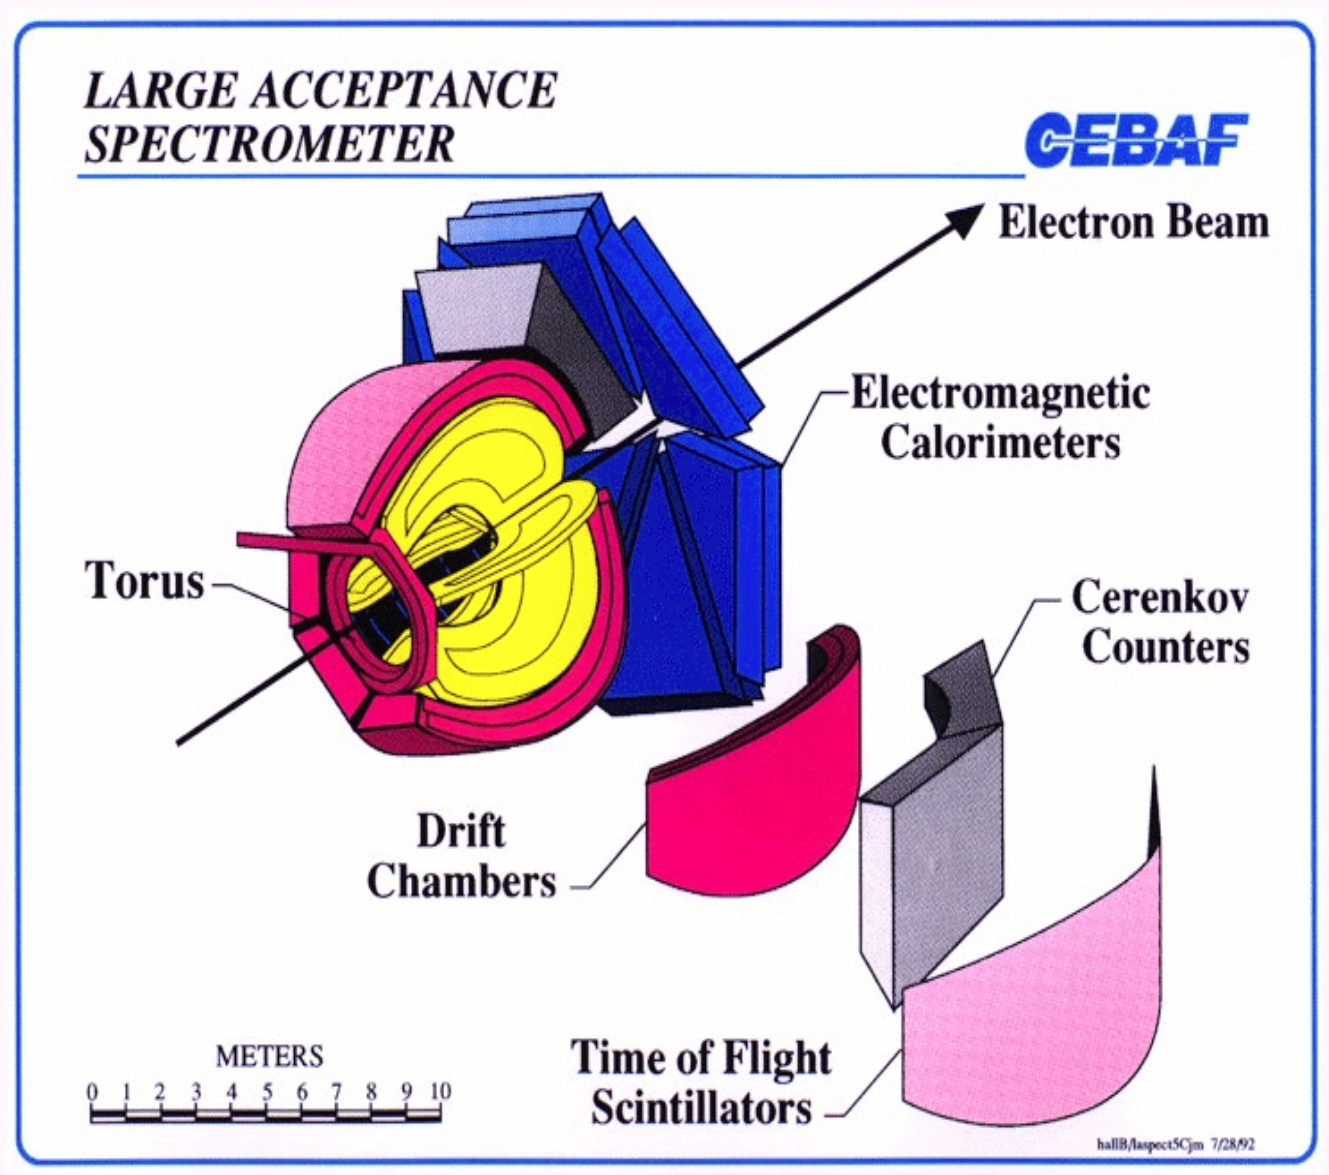 LARGE ACCEPTANCE
SPECTROMETER
CEBAF
Electron Beam
Electromagnetic
Calorimeters
Torus
Cerenkov
Counters
Drift
Chambers
METERS
0 1 2 3 4 5 6 7 8 9 10
Time of Flight
Scintillators
hallB/laspect5Cjm 7/28/92